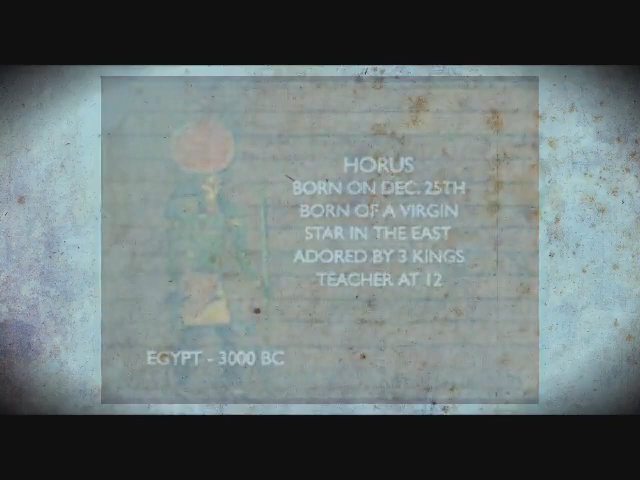 HORUS
BORN ON DEC. 25TH
BORN OF A VIRGIN
STAR IN THE EAST
ADORED BY 3 KINGS
TEACHER AT 12
EGYPT - 3000 BC